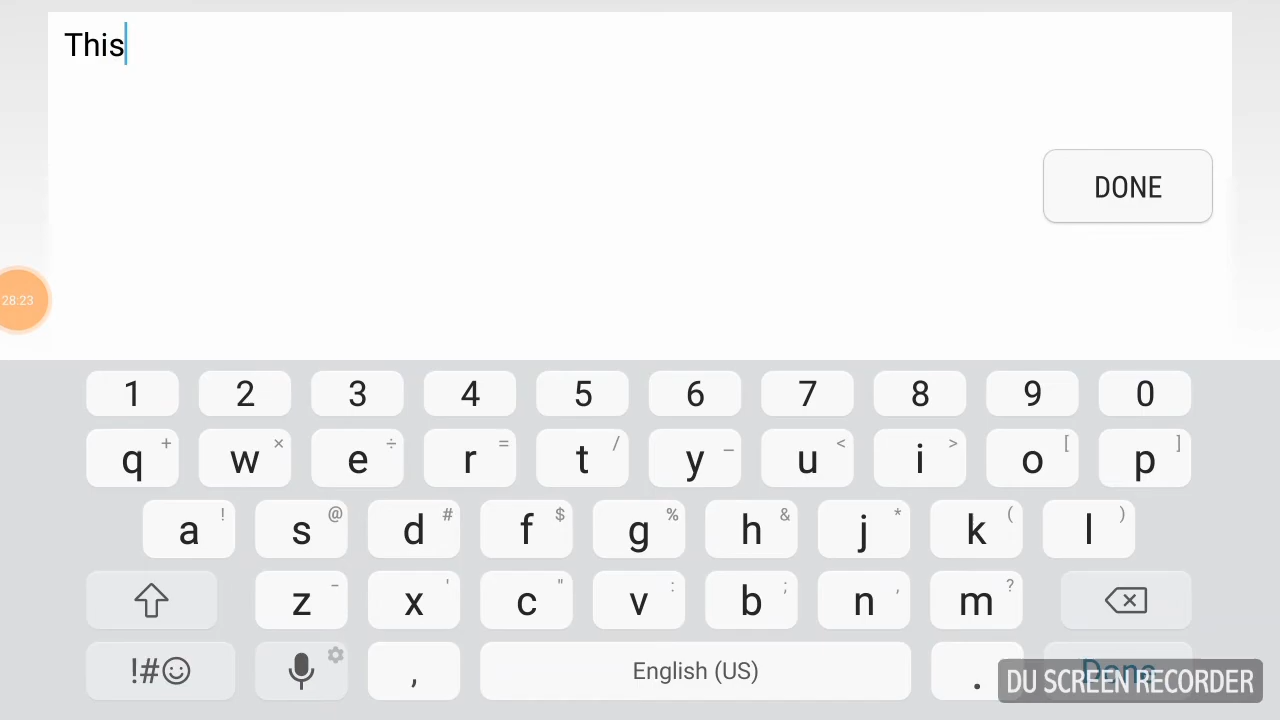 This
DONE
28:23
1 2 3 4 5 6 7 8 9 0
q + w × e ÷ r = t / y _ u < i > o [ p ]
a ! s @ d # f $ g % h & j * k ( l )
z - x ' c " v : b ; n , m ?
!#☺ , English (US) . Done
DU SCREEN RECORDER